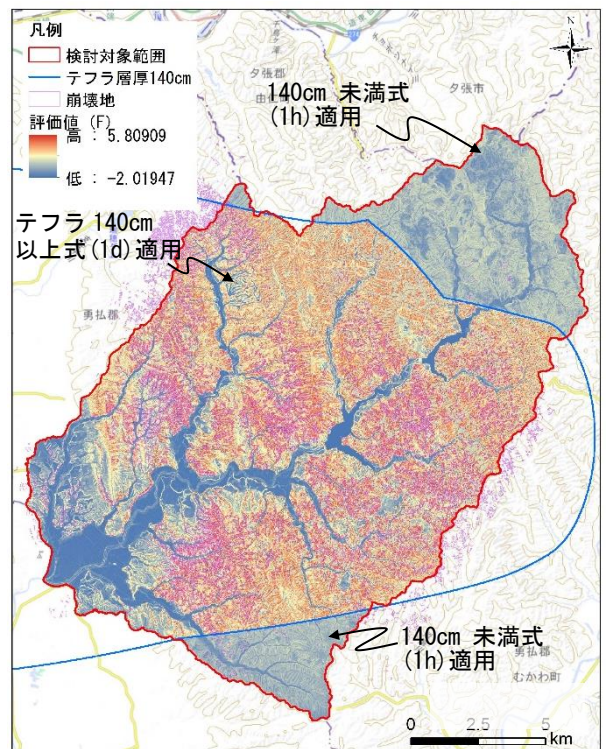 凡例
検討対象範囲
テフラ層厚140cm
崩壊地
評価値 (F)
高 : 5.80909
低 : -2.01947
N
夕張郡
由仁町
夕張市
140cm 未満式
(1h)適用
テフラ 140cm
以上式(1d)適用
勇払郡
140cm 未満式
(1h)適用
勇払郡
むかわ町
0 2.5 5
km